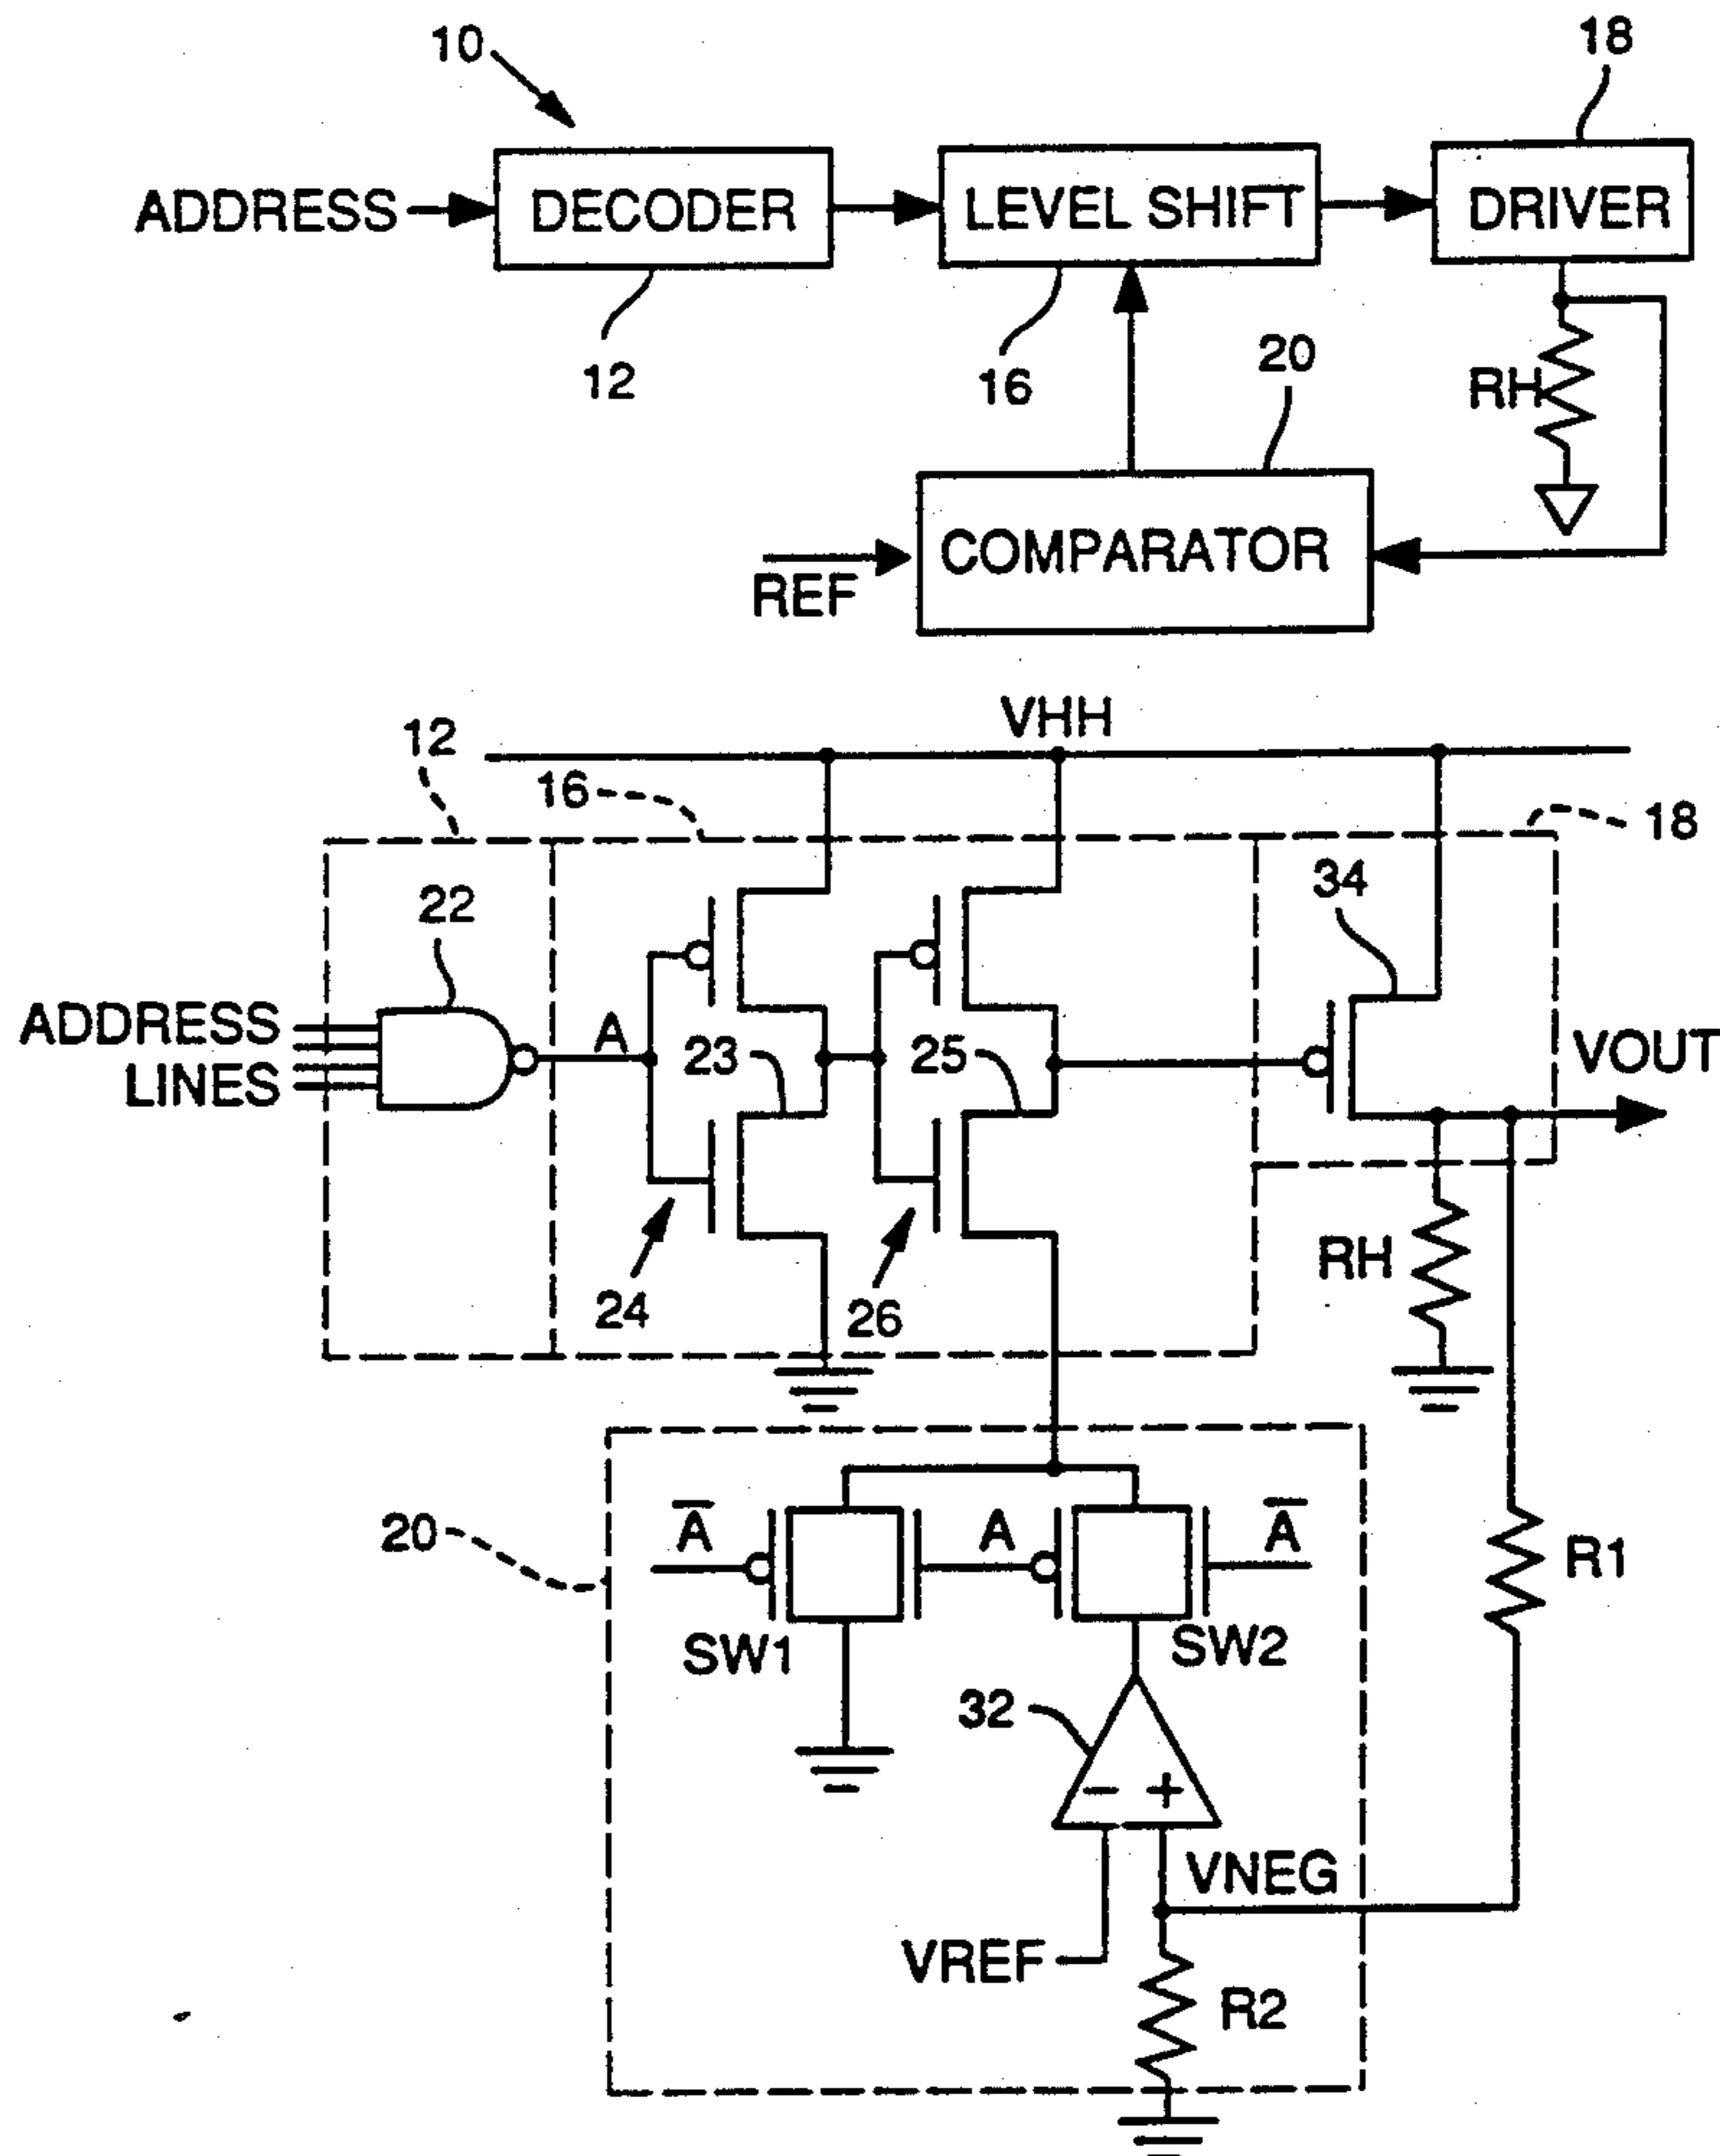 10
18
ADDRESS
DECODER
LEVEL SHIFT
DRIVER
12
16
20
RH
COMPARATOR
REF
VHH
12
16
18
34
22
ADDRESS
LINES
A
23
25
VOUT
24
26
RH
20
A̅
A
A̅
R1
SW1
SW2
32
− +
VNEG
VREF
R2